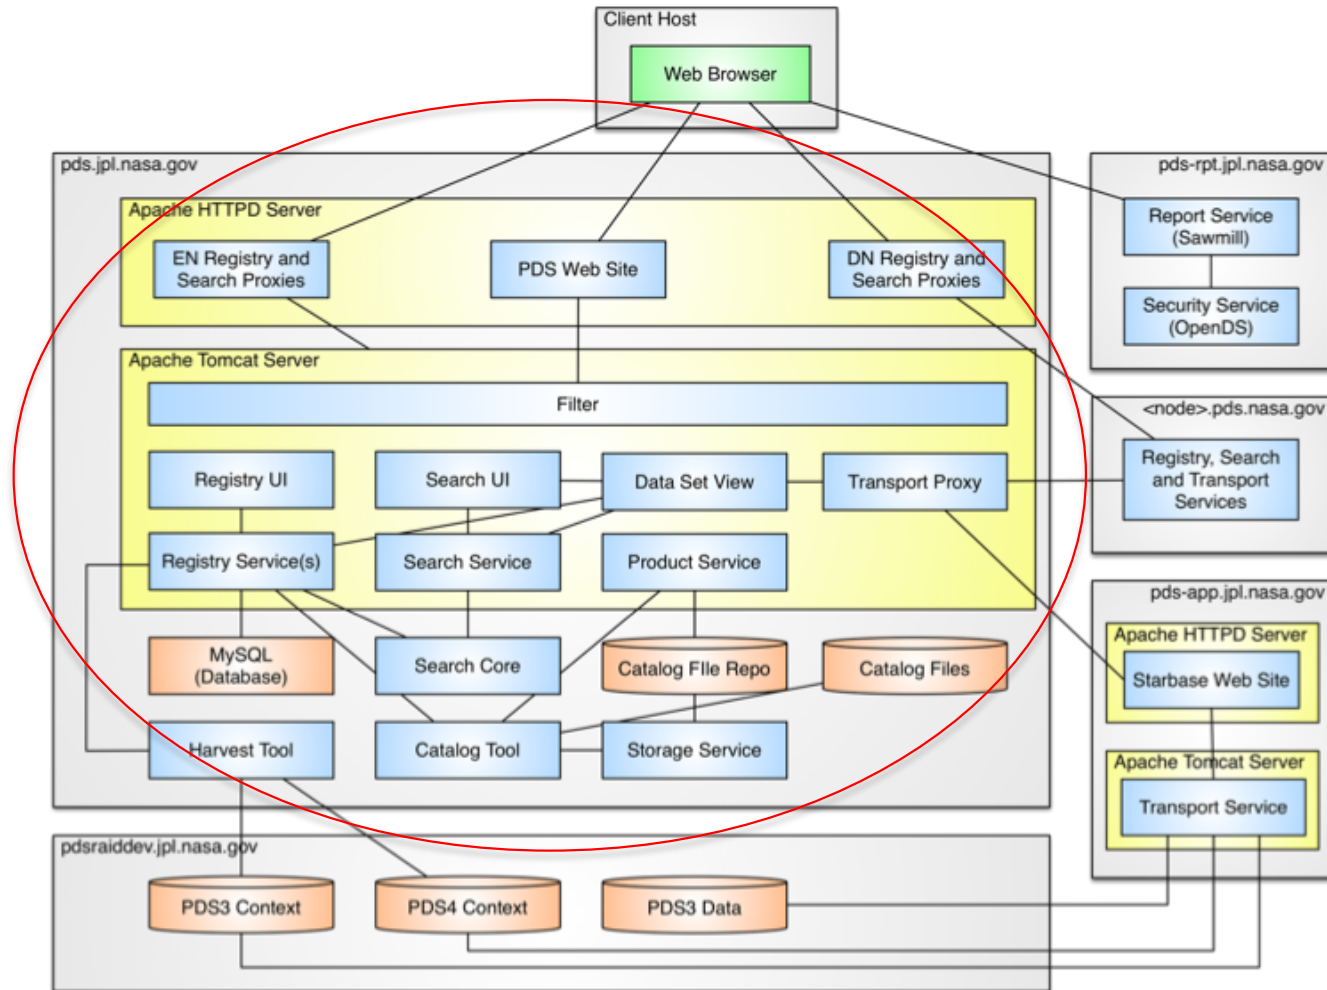 Client Host
Web Browser
pds.jpl.nasa.gov
Apache HTTPD Server
EN Registry and
Search Proxies
PDS Web Site
DN Registry and
Search Proxies
Apache Tomcat Server
Filter
Registry UI
Search UI
Data Set View
Transport Proxy
Registry Service(s)
Search Service
Product Service
MySQL
(Database)
Search Core
Catalog FIle Repo
Catalog Files
Harvest Tool
Catalog Tool
Storage Service
pds-rpt.jpl.nasa.gov
Report Service
(Sawmill)
Security Service
(OpenDS)
<node>.pds.nasa.gov
Registry, Search
and Transport
Services
pds-app.jpl.nasa.gov
Apache HTTPD Server
Starbase Web Site
Apache Tomcat Server
Transport Service
pdsraiddev.jpl.nasa.gov
PDS3 Context
PDS4 Context
PDS3 Data